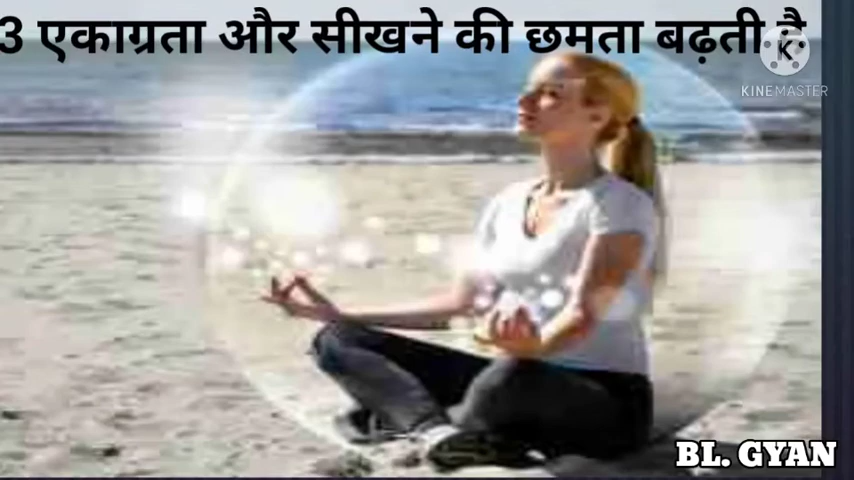 3 एकाग्रता और सीखने की छमता बढ़ती है
K
KINEMASTER
BL. GYAN